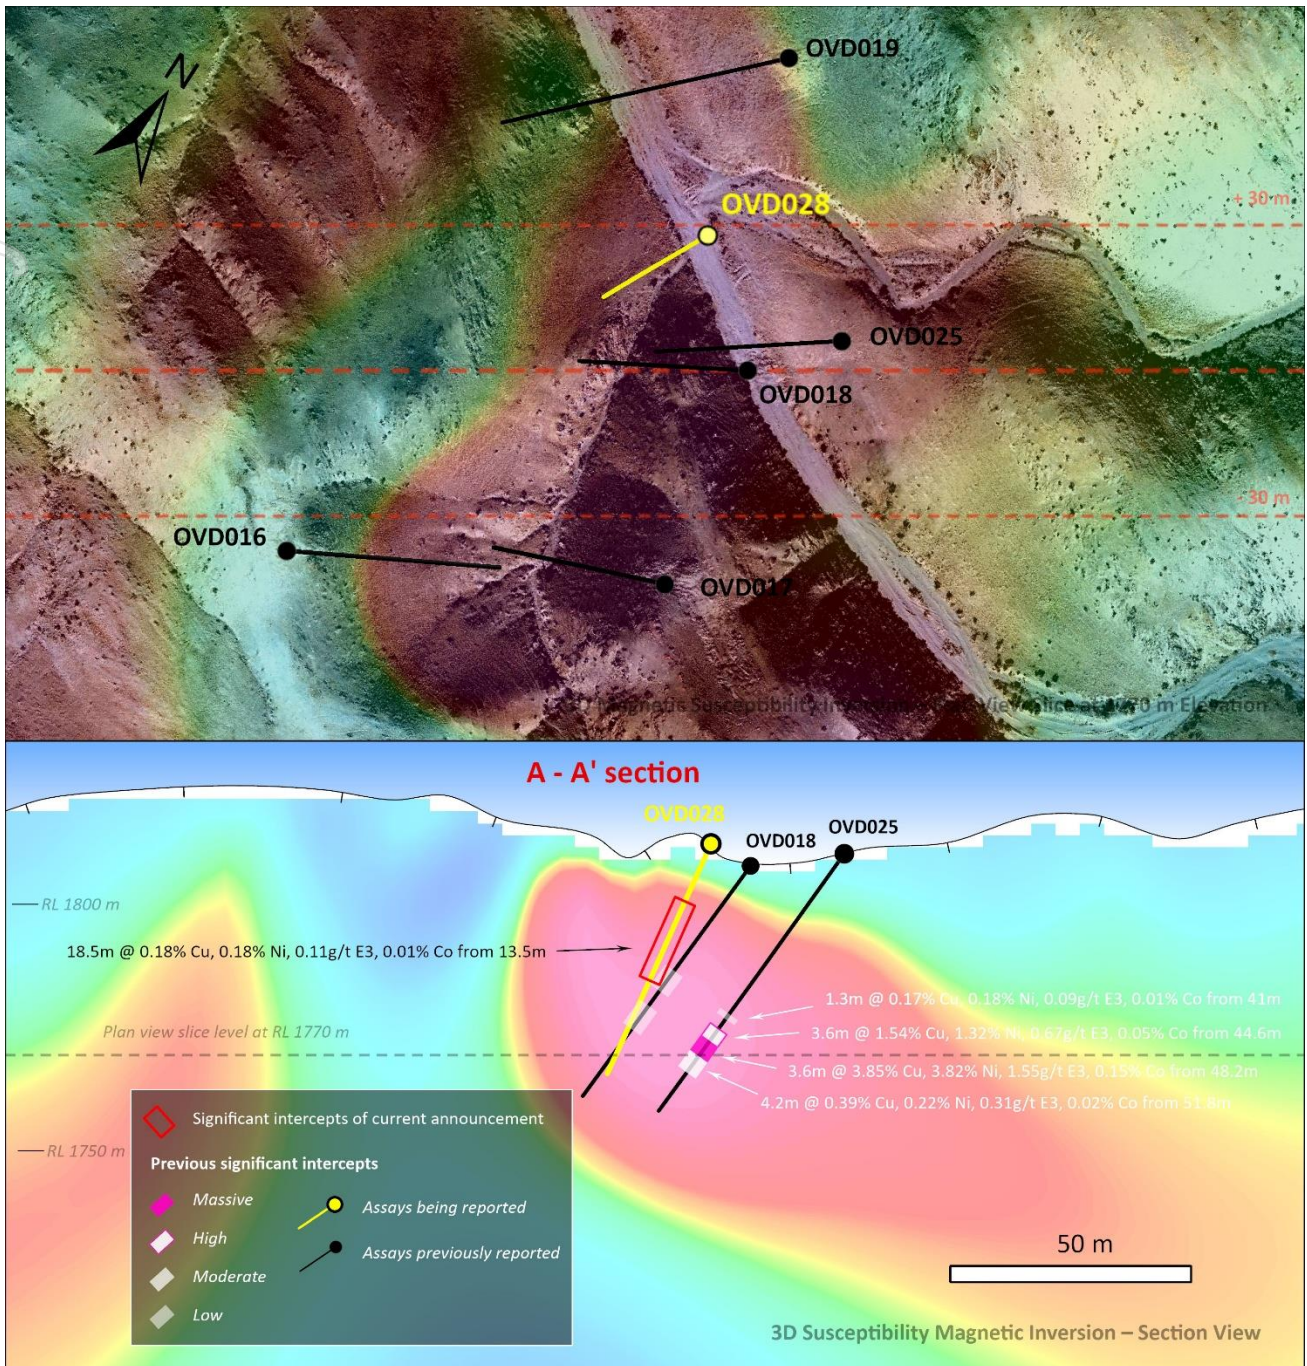 OVD019
N
OVD028
+ 30 m
OVD025
OVD018
- 30 m
OVD016
OVD017
3D Magnetic Susceptibility Inversion
View
m Elevation
A - A' section
OVD028
OVD018
OVD025
RL 1800 m
18.5m @ 0.18% Cu, 0.18% Ni, 0.11g/t E3, 0.01% Co from 13.5m
1.3m @ 0.17% Cu, 0.18% Ni, 0.09g/t E3, 0.01% Co from 41m
Plan view slice level at RL 1770 m
3.6m @ 1.54% Cu, 1.32% Ni, 0.67g/t E3, 0.05% Co from 44.6m
3.6m @ 3.85% Cu, 3.82% Ni, 1.55g/t E3, 0.15% Co from 48.2m
4.2m @ 0.39% Cu, 0.22% Ni, 0.31g/t E3, 0.02% Co from 51.8m
Significant intercepts of current announcement
RL 1750 m
Previous significant intercepts
Massive
Assays being reported
High
Assays previously reported
Moderate
Low
50 m
3D Susceptibility Magnetic Inversion – Section View